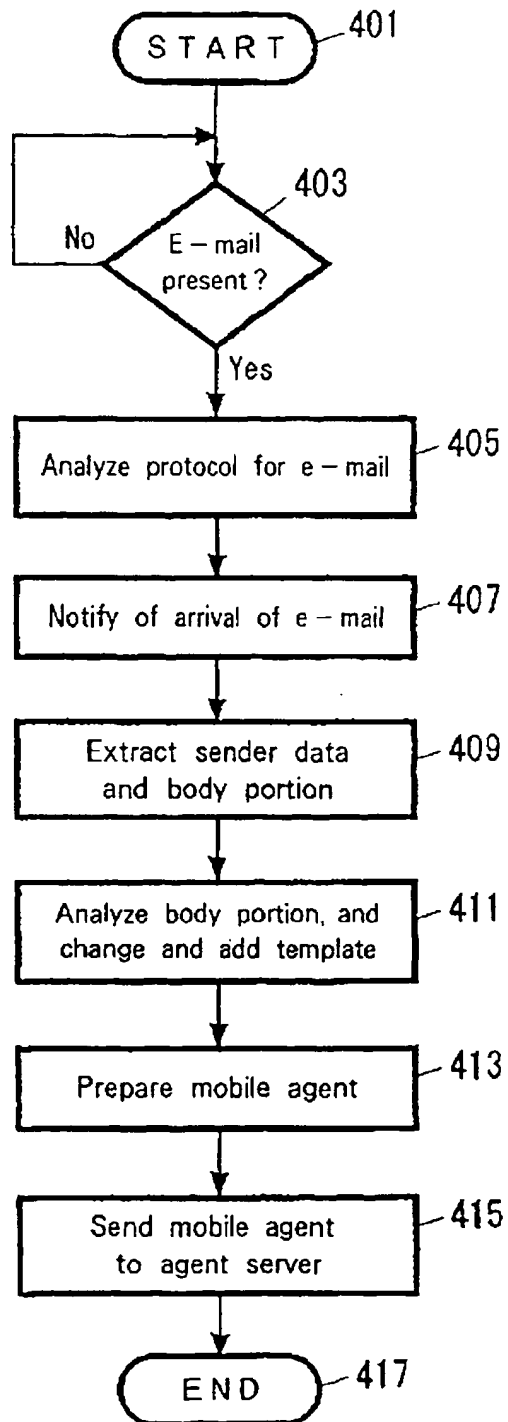 START
401
403
No
E-mail
present?
Yes
Analyze protocol for e-mail
405
Notify of arrival of e-mail
407
Extract sender data
and body portion
409
Analyze body portion, and
change and add template
411
Prepare mobile agent
413
Send mobile agent
to agent server
415
END
417